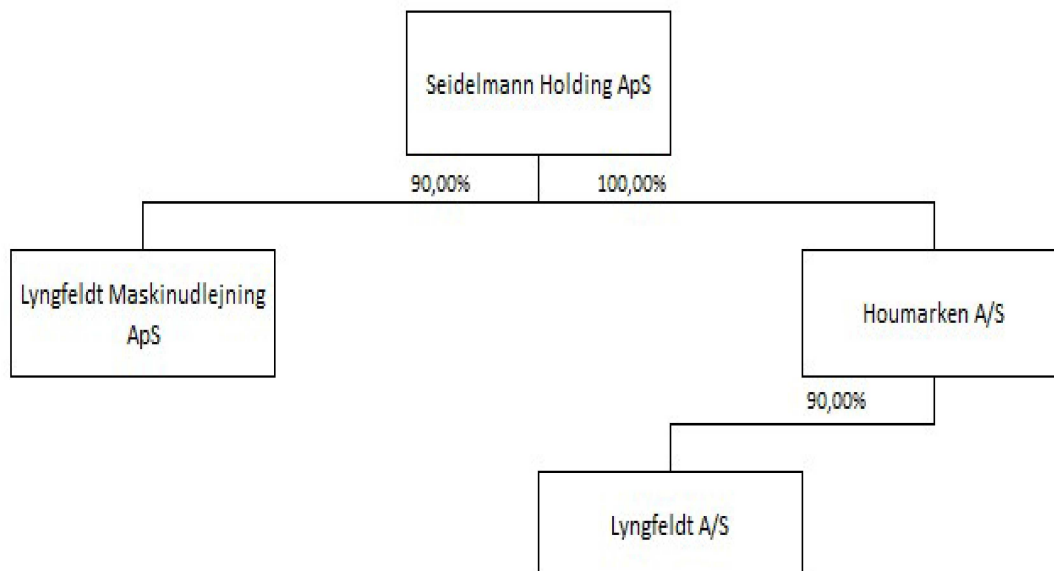 Seidelmann Holding ApS
90,00%
100,00%
Lyngfeldt Maskinudlejning
ApS
Houmarken A/S
90,00%
Lyngfeldt A/S